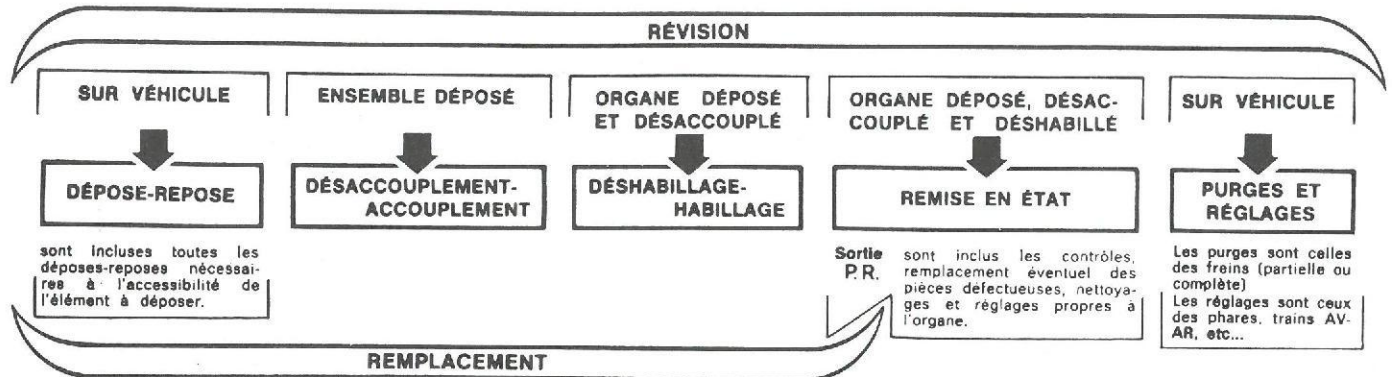 RÉVISION
SUR VÉHICULE
DÉPOSE-REPOSE
sont incluses toutes les
déposes-reposes nécessai-
res à l'accessibilité de
l'élément à déposer.
ENSEMBLE DÉPOSÉ
DÉSACCOUPLEMENT-
ACCOUPLEMENT
ORGANE DÉPOSÉ
ET DÉSACCOUPLÉ
DÉSHABILLAGE-
HABILLAGE
ORGANE DÉPOSÉ, DÉSAC-
COUPLÉ ET DÉSHABILLÉ
REMISE EN ÉTAT
Sortie
P.R.
sont inclus les contrôles,
remplacement éventuel des
pièces défectueuses, nettoya-
ges et réglages propres à
l'organe.
SUR VÉHICULE
PURGES ET
RÉGLAGES
Les purges sont celles
des freins (partielle ou
complète)
Les réglages sont ceux
des phares, trains AV-
AR, etc...
REMPLACEMENT